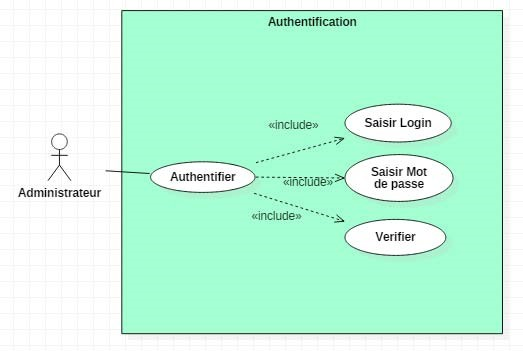 Authentification
Saisir Login
«include»
Administrateur
Authentifier
Saisir Mot
de passe
«include»
«include»
Verifier